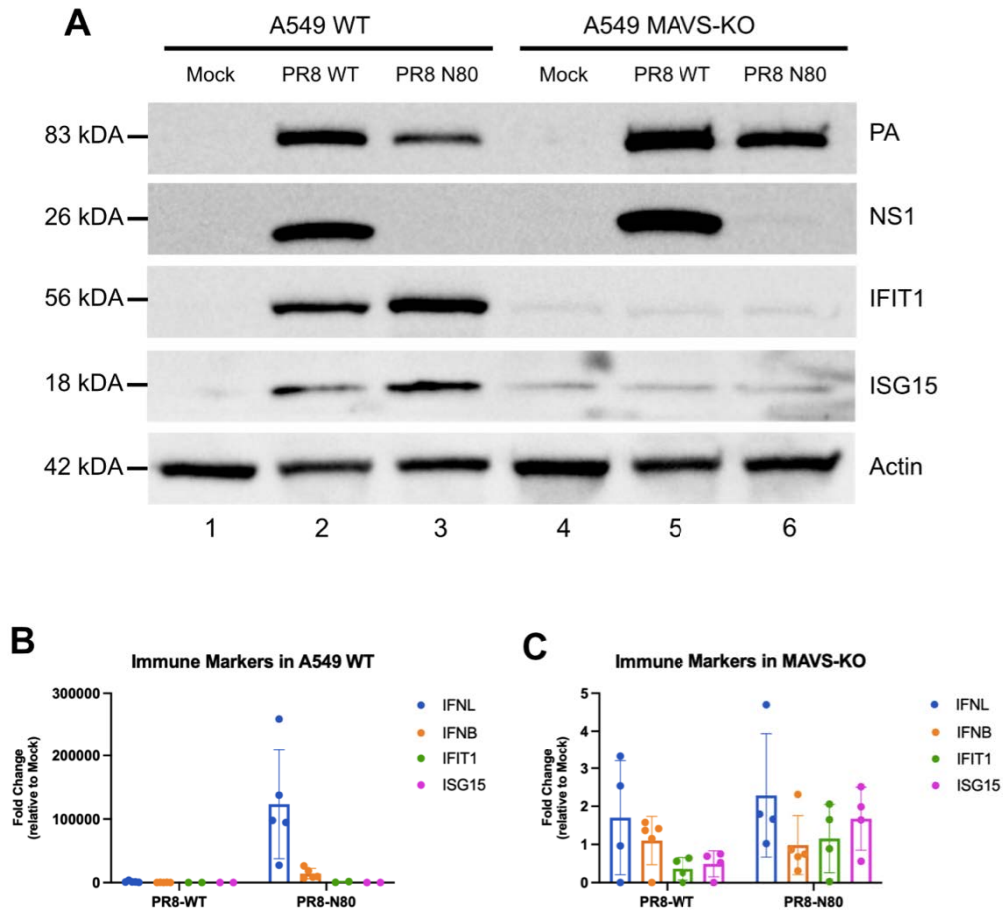 A
A549 WT A549 MAVS-KO
Mock PR8 WT PR8 N80 Mock PR8 WT PR8 N80
83 kDA PA
26 kDA NS1
56 kDA IFIT1
18 kDA ISG15
42 kDA Actin
1 2 3 4 5 6
B
Immune Markers in A549 WT
Fold Change
(relative to Mock)
300000
200000
100000
0
PR8-WT PR8-N80
IFNL
IFNB
IFIT1
ISG15
C
Immune Markers in MAVS-KO
Fold Change
(relative to Mock)
5
4
3
2
1
0
PR8-WT PR8-N80
IFNL
IFNB
IFIT1
ISG15